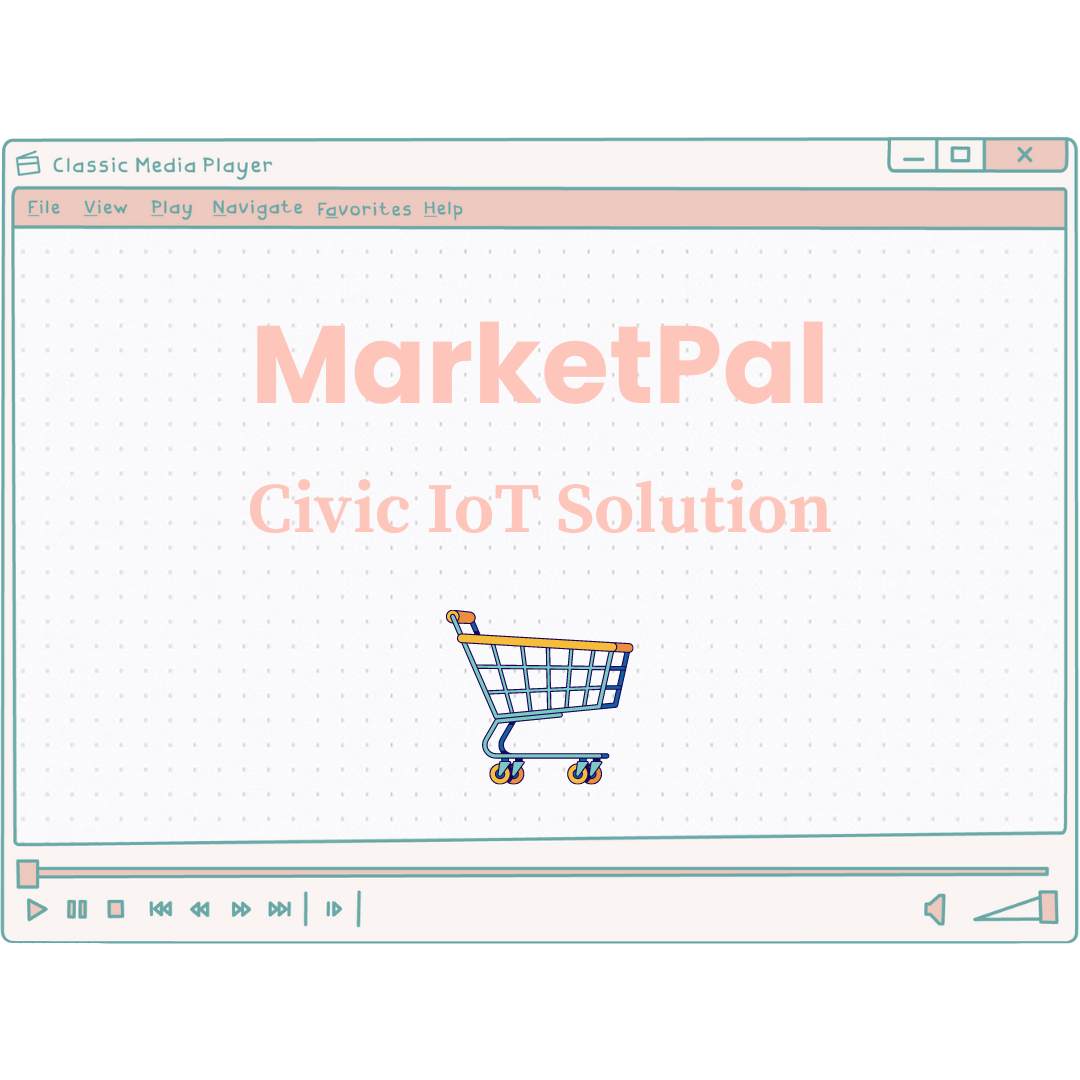 Classic Media Player
File View Play Navigate Favorites Help
MarketPal
Civic IoT Solution